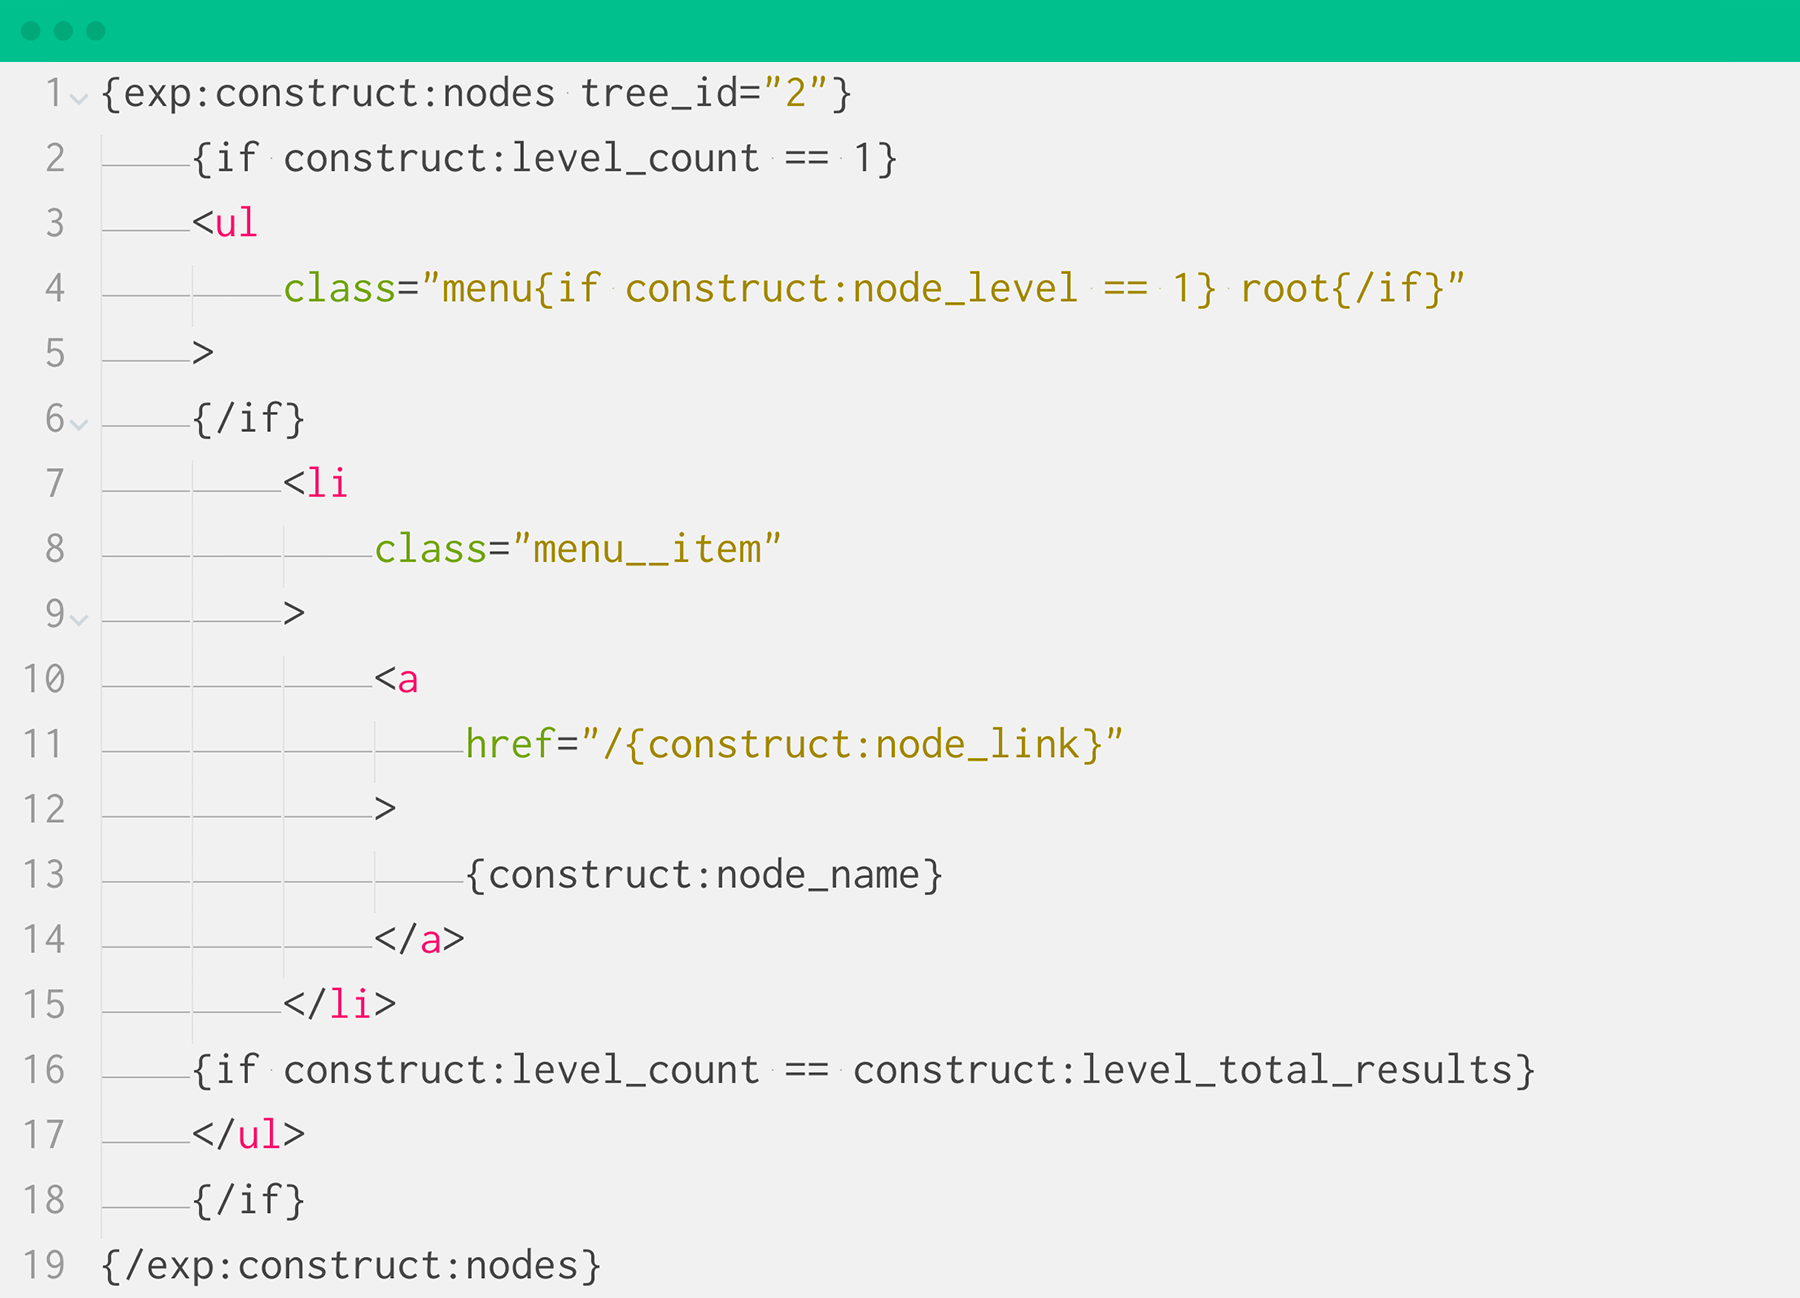 1 {exp:construct:nodes tree_id="2"}
2 {if construct:level_count == 1}
3 <ul
4 class="menu{if construct:node_level == 1} root{/if}"
5 >
6 {/if}
7 <li
8 class="menu__item"
9 >
10 <a
11 href="/{construct:node_link}"
12 >
13 {construct:node_name}
14 </a>
15 </li>
16 {if construct:level_count == construct:level_total_results}
17 </ul>
18 {/if}
19 {/exp:construct:nodes}